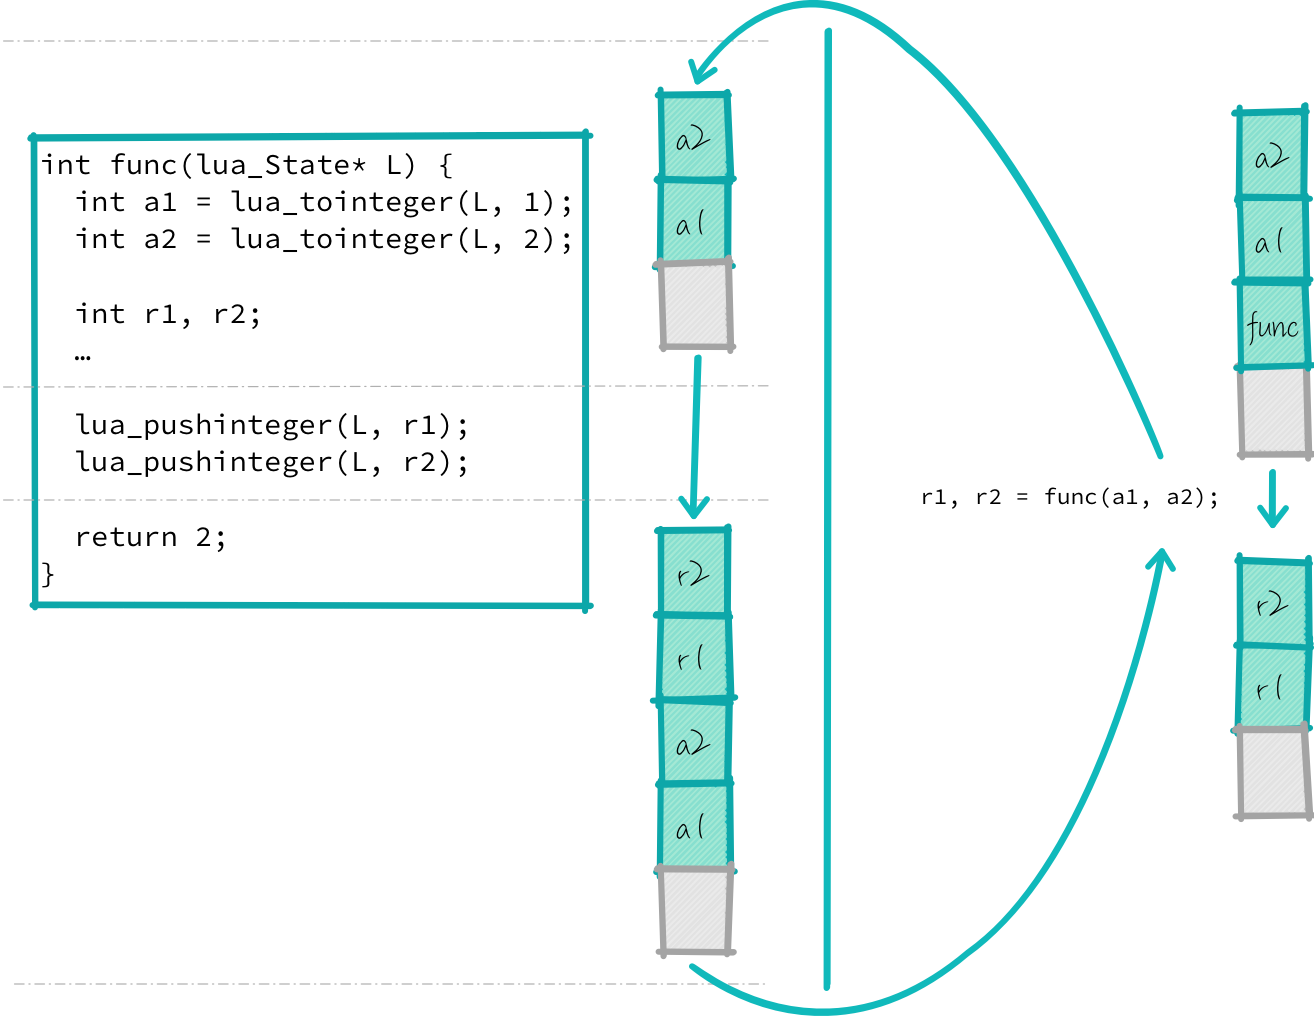 int func(lua_State* L) {
int a1 = lua_tointeger(L, 1);
int a2 = lua_tointeger(L, 2);
int r1, r2;
…
lua_pushinteger(L, r1);
lua_pushinteger(L, r2);
return 2;
}
a2
a1
r2
r1
a2
a1
r1, r2 = func(a1, a2);
a2
a1
func
r2
r1